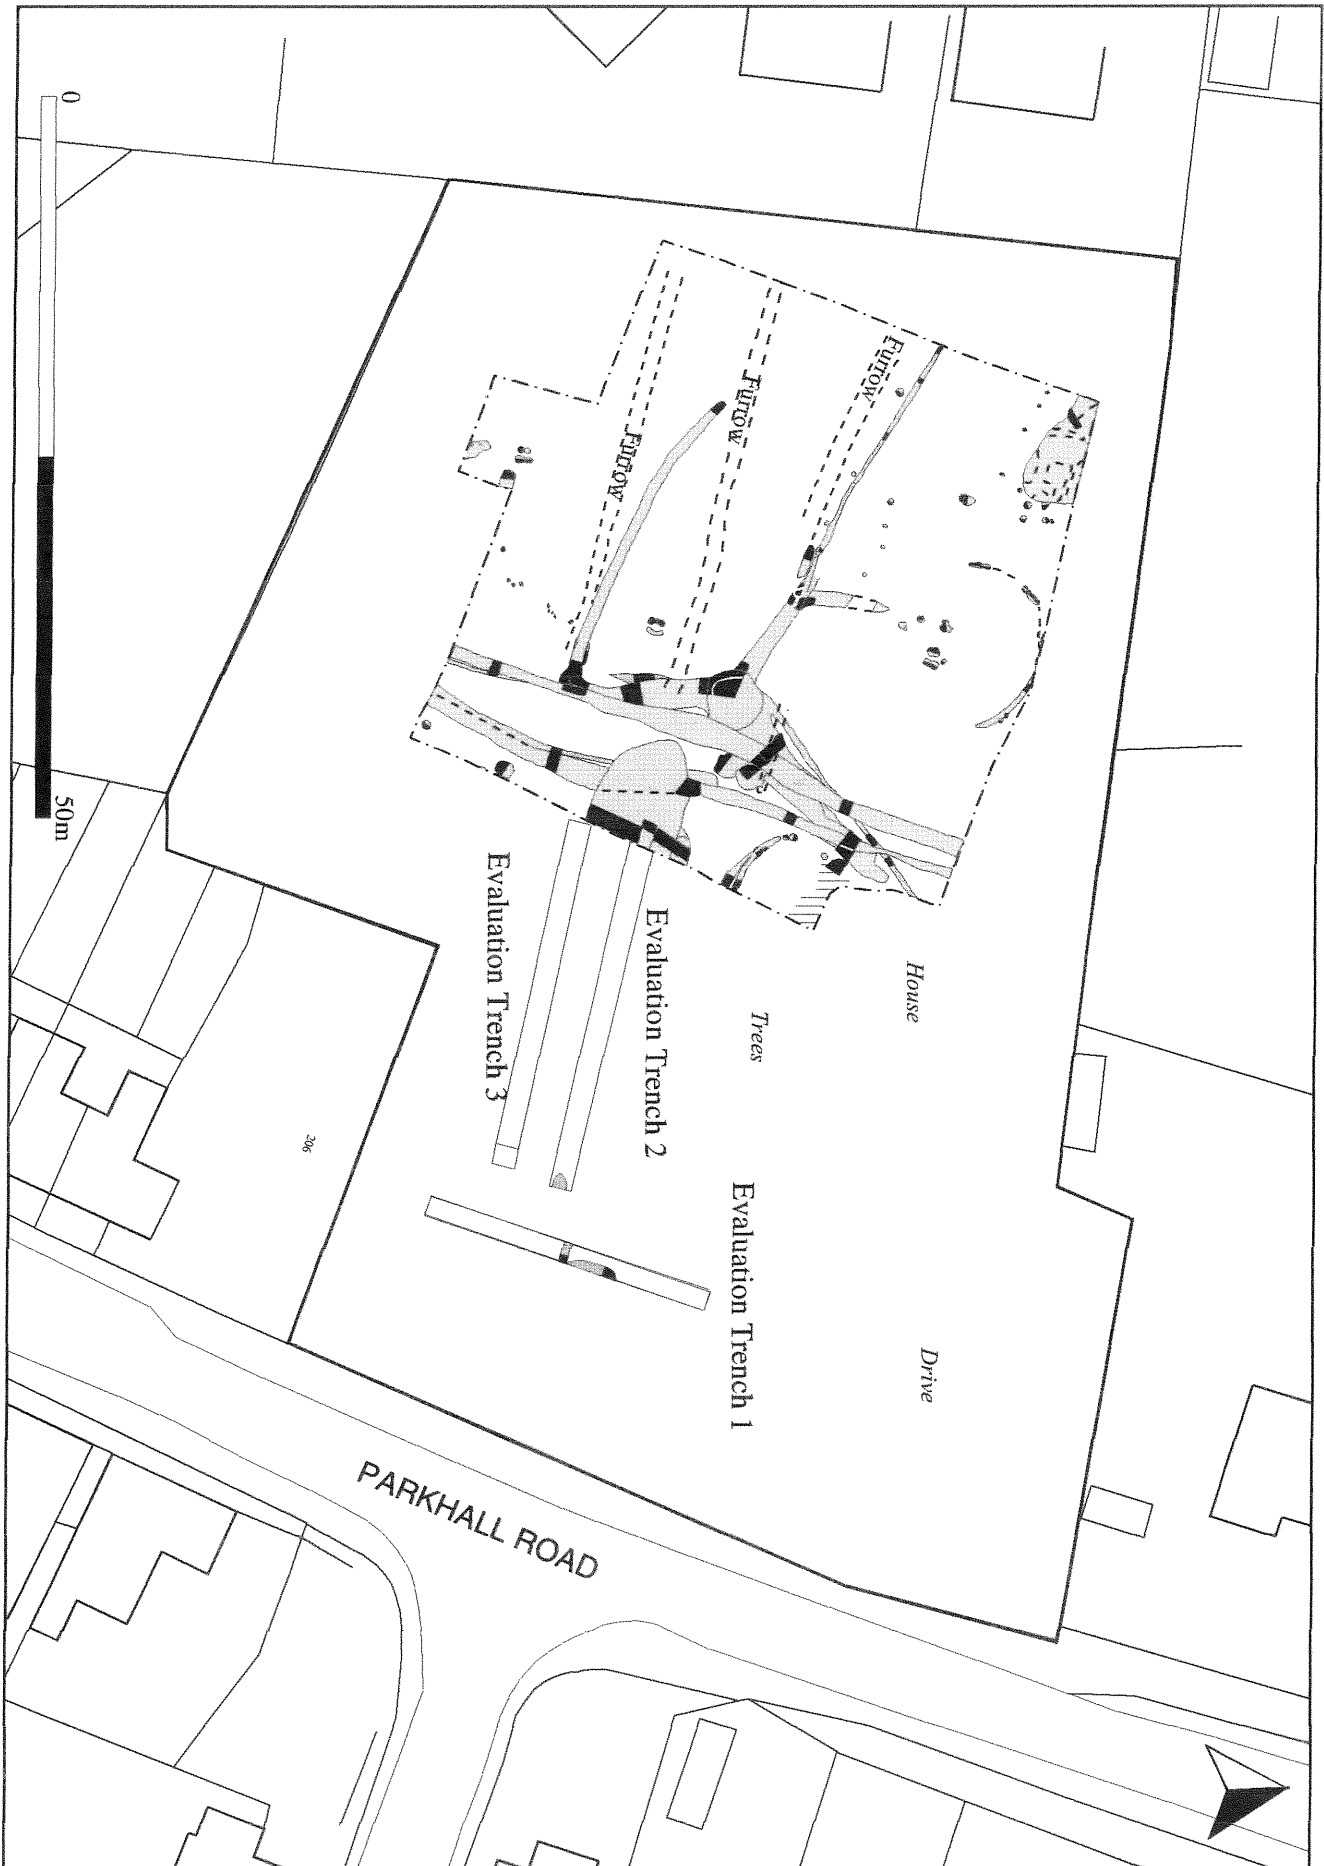 0
50m
Furrow
Furrow
Furrow
House
Trees
Drive
Evaluation Trench 1
Evaluation Trench 2
Evaluation Trench 3
206
PARKHALL ROAD